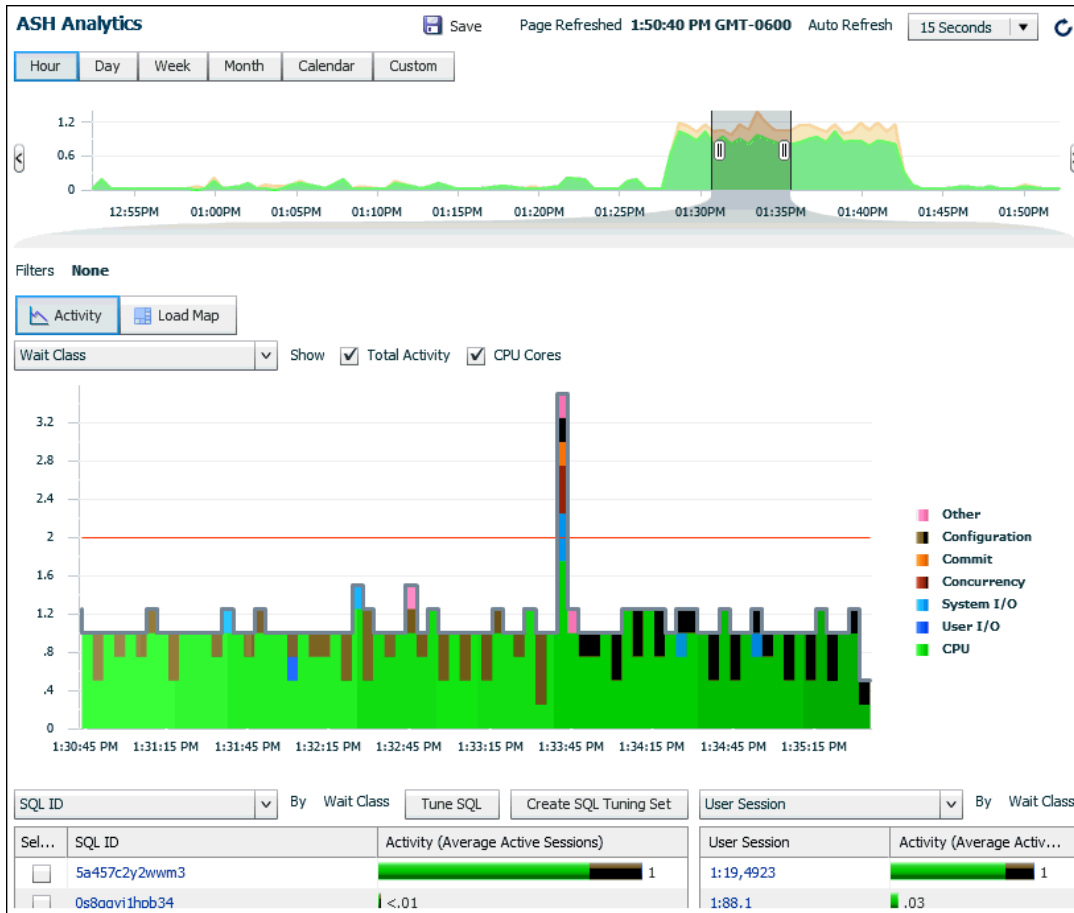 ASH Analytics Save Page Refreshed 1:50:40 PM GMT-0600 Auto Refresh 15 Seconds
Hour Day Week Month Calendar Custom
1.2
0.6
0
12:55PM 01:00PM 01:05PM 01:10PM 01:15PM 01:20PM 01:25PM 01:30PM 01:35PM 01:40PM 01:45PM 01:50PM
Filters None
Activity Load Map
Wait Class Show Total Activity CPU Cores
3.2
2.8
2.4
2
1.6
1.2
.8
.4
0
Other
Configuration
Commit
Concurrency
System I/O
User I/O
CPU
1:30:45 PM 1:31:15 PM 1:31:45 PM 1:32:15 PM 1:32:45 PM 1:33:15 PM 1:33:45 PM 1:34:15 PM 1:34:45 PM 1:35:15 PM
SQL ID By Wait Class Tune SQL Create SQL Tuning Set User Session By Wait Class
Sel... SQL ID Activity (Average Active Sessions) User Session Activity (Average Activ...
5a457c2y2wwm3 1 1:19,4923 1
<.01 1:88,1 .03